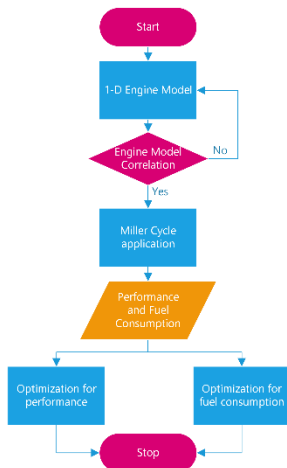 Start
1-D Engine Model
Engine Model
Correlation
No
Yes
Miller Cycle
application
Performance
and Fuel
Consumption
Optimization for
performance
Optimization for
fuel consumption
Stop